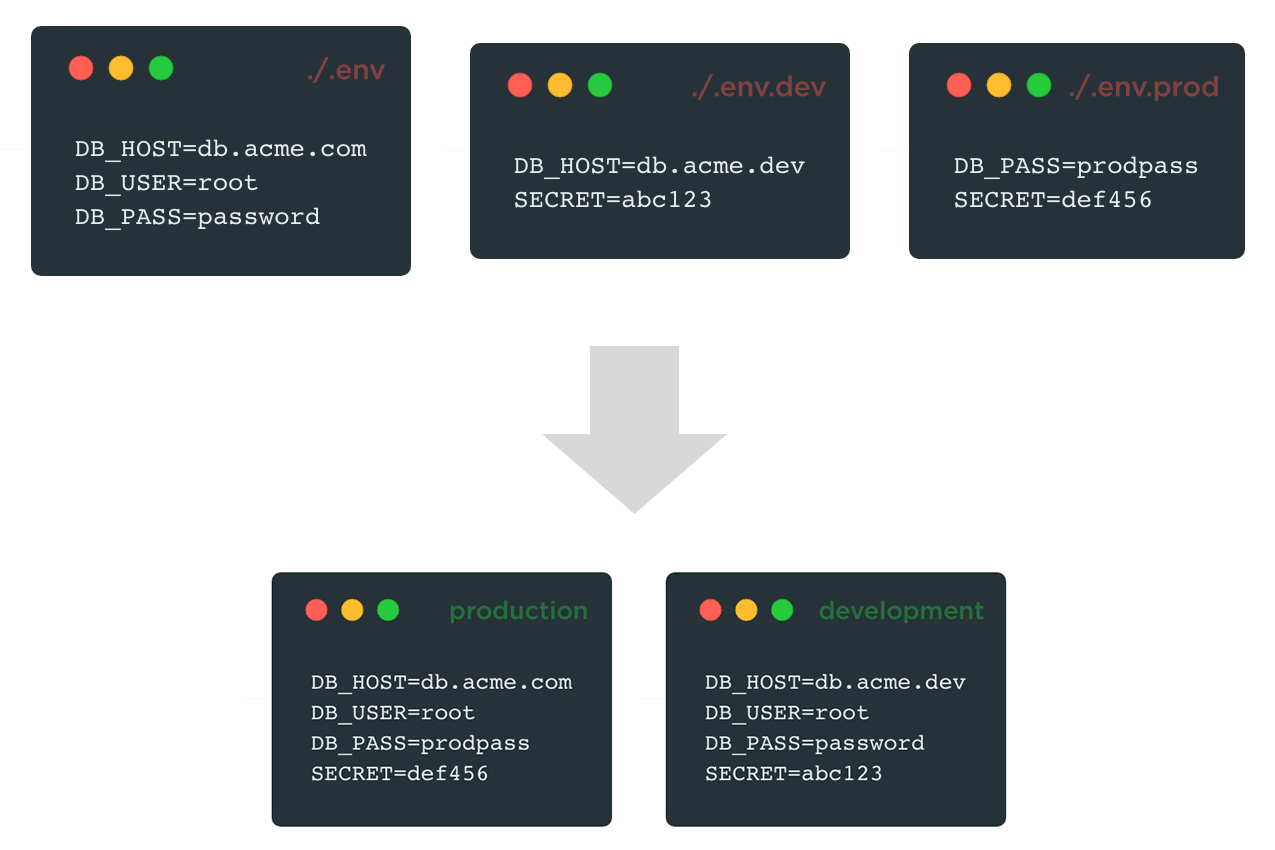 ./.env
DB_HOST=db.acme.com
DB_USER=root
DB_PASS=password
./.env.dev
DB_HOST=db.acme.dev
SECRET=abc123
./.env.prod
DB_PASS=prodpass
SECRET=def456
production
DB_HOST=db.acme.com
DB_USER=root
DB_PASS=prodpass
SECRET=def456
development
DB_HOST=db.acme.dev
DB_USER=root
DB_PASS=password
SECRET=abc123